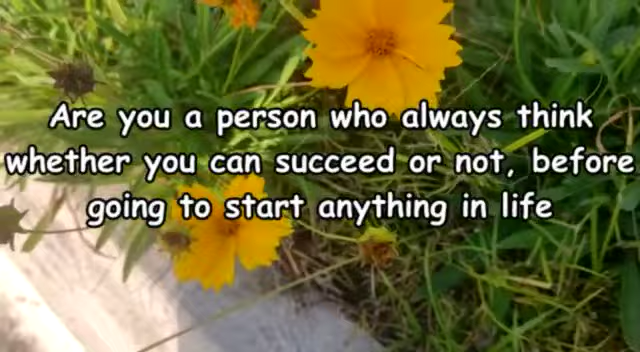 Are you a person who always think
whether you can succeed or not, before
going to start anything in life